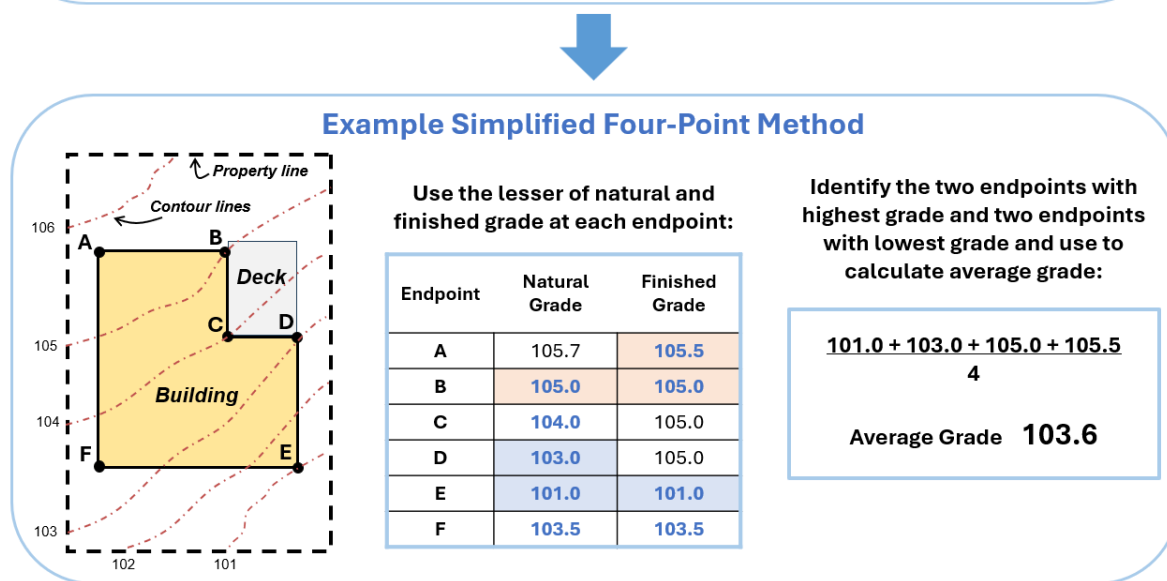 Example Simplified Four-Point Method
Property line
Contour lines
106
A
B
Deck
C
D
105
Building
104
F
E
103
102
101
Use the lesser of natural and
finished grade at each endpoint:
Endpoint Natural Grade Finished Grade
A 105.7 105.5
B 105.0 105.0
C 104.0 105.0
D 103.0 105.0
E 101.0 101.0
F 103.5 103.5
Identify the two endpoints with
highest grade and two endpoints
with lowest grade and use to
calculate average grade:
101.0 + 103.0 + 105.0 + 105.5
4
Average Grade 103.6